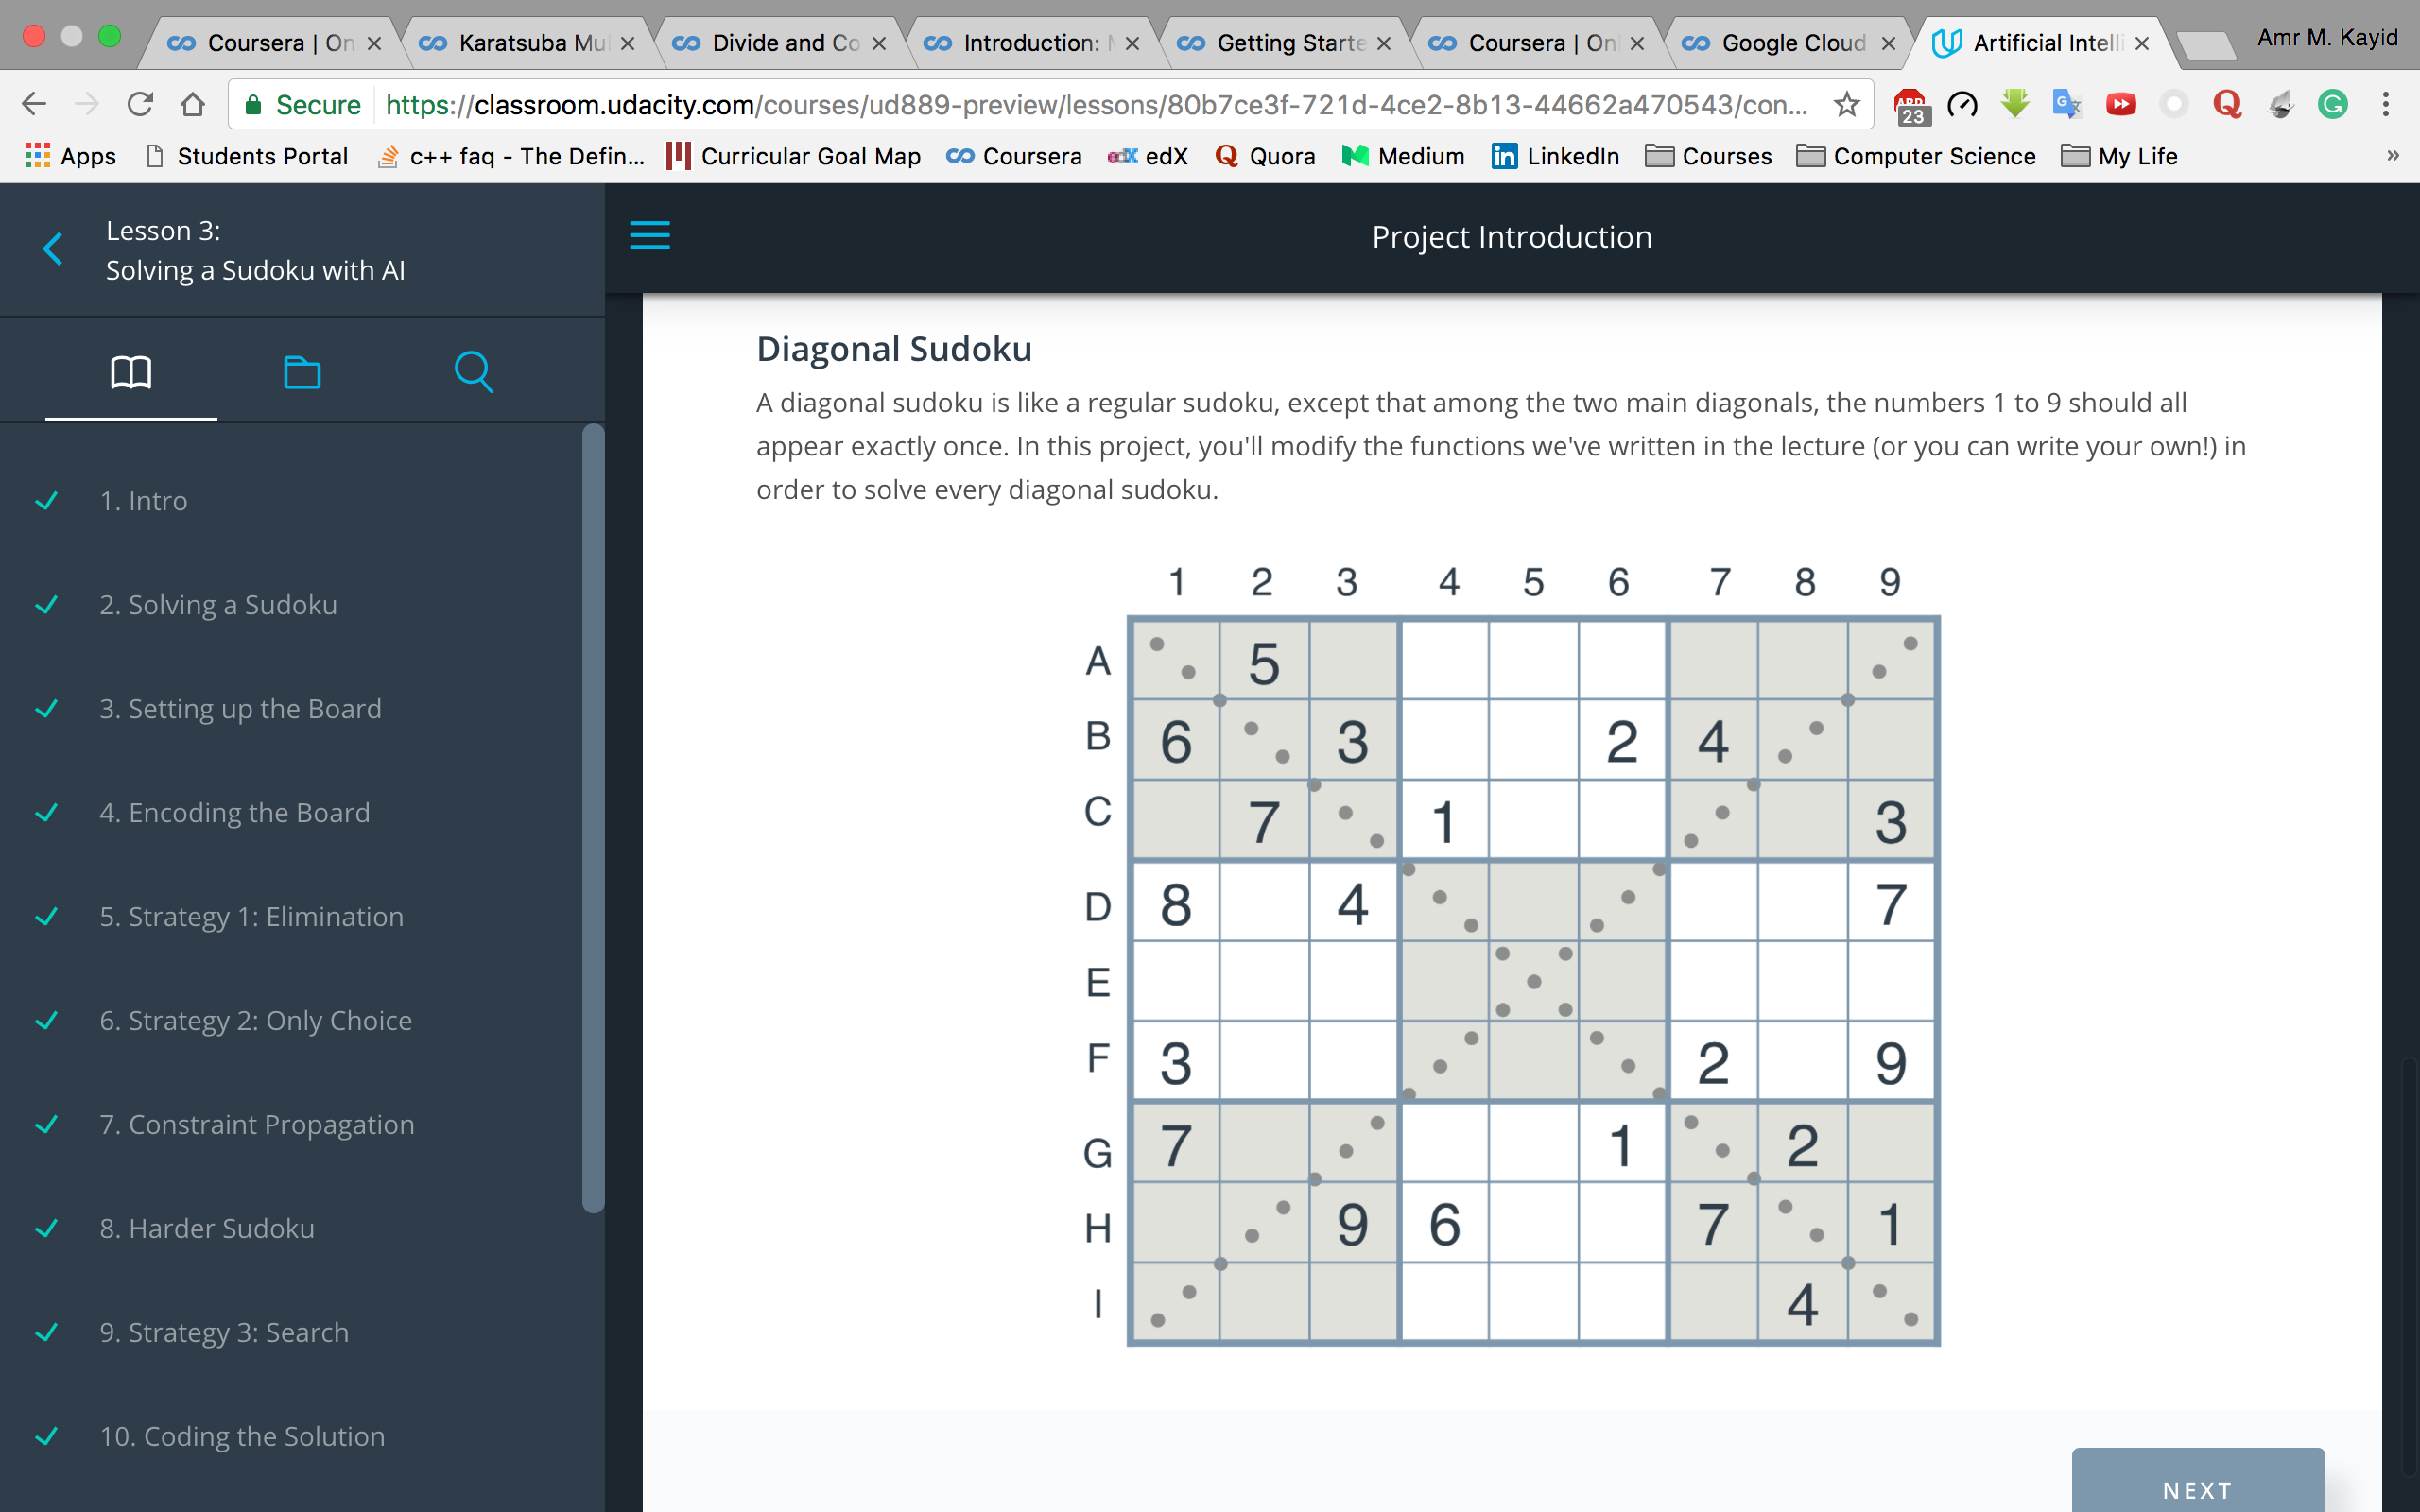 Coursera | On
Karatsuba Mul
Divide and Co
Introduction: M
Getting Starte
Coursera | Onl
Google Cloud
Artificial Intelli
Amr M. Kayid
Secure https://classroom.udacity.com/courses/ud889-preview/lessons/80b7ce3f-721d-4ce2-8b13-44662a470543/con...
ABP
23
Apps Students Portal c++ faq - The Defin... Curricular Goal Map Coursera edX Quora Medium LinkedIn Courses Computer Science My Life »
Lesson 3:
Solving a Sudoku with AI
1. Intro
2. Solving a Sudoku
3. Setting up the Board
4. Encoding the Board
5. Strategy 1: Elimination
6. Strategy 2: Only Choice
7. Constraint Propagation
8. Harder Sudoku
9. Strategy 3: Search
10. Coding the Solution
Project Introduction
Diagonal Sudoku
A diagonal sudoku is like a regular sudoku, except that among the two main diagonals, the numbers 1 to 9 should all
appear exactly once. In this project, you'll modify the functions we've written in the lecture (or you can write your own!) in
order to solve every diagonal sudoku.
1 2 3 4 5 6 7 8 9
A 5
B 6 3 2 4
C 7 1 3
D 8 4 7
E
F 3 2 9
G 7 1 2
H 9 6 7 1
I 4
NEXT